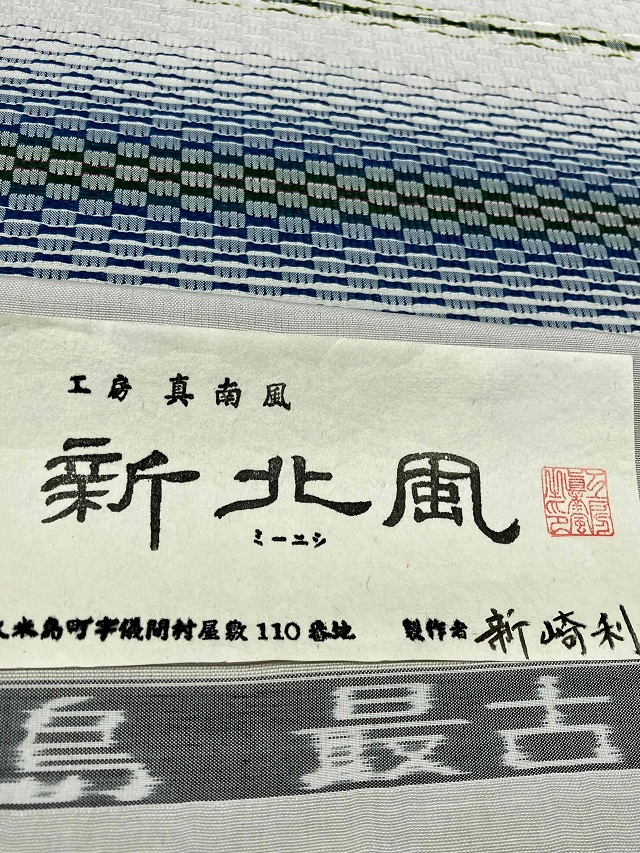 工房 真南風
新北風
ミーエシ
久米島町字儀間村屋敷110番地 製作者 新崎利
島最古